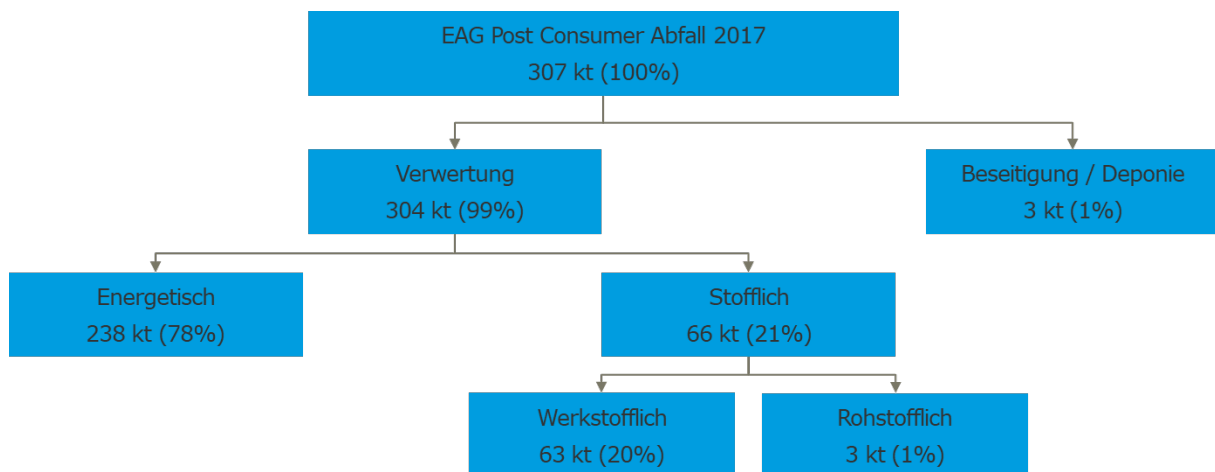 EAG Post Consumer Abfall 2017
307 kt (100%)
Verwertung
304 kt (99%)
Beseitigung / Deponie
3 kt (1%)
Energetisch
238 kt (78%)
Stofflich
66 kt (21%)
Werkstofflich
63 kt (20%)
Rohstofflich
3 kt (1%)